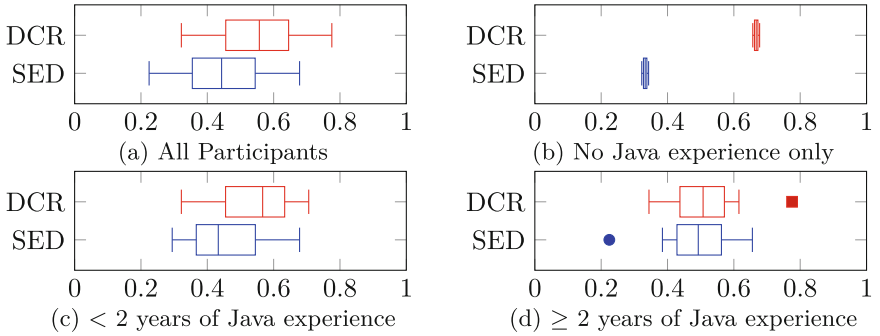 DCR
SED
0 0.2 0.4 0.6 0.8 1
(a) All Participants
DCR
SED
0 0.2 0.4 0.6 0.8 1
(b) No Java experience only
DCR
SED
0 0.2 0.4 0.6 0.8 1
(c) < 2 years of Java experience
DCR
SED
0 0.2 0.4 0.6 0.8 1
(d) ≥ 2 years of Java experience